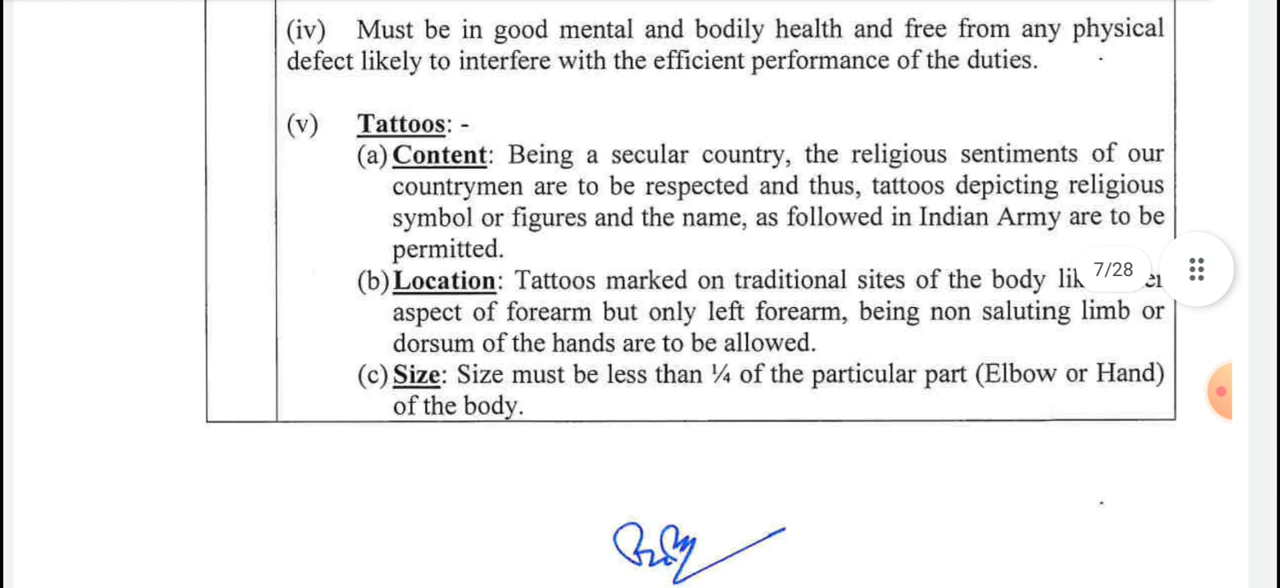 (iv) Must be in good mental and bodily health and free from any physical
defect likely to interfere with the efficient performance of the duties.
(v) Tattoos: -
(a) Content: Being a secular country, the religious sentiments of our
countrymen are to be respected and thus, tattoos depicting religious
symbol or figures and the name, as followed in Indian Army are to be
permitted.
(b) Location: Tattoos marked on traditional sites of the body
7/28
aspect of forearm but only left forearm, being non saluting limb or
dorsum of the hands are to be allowed.
(c) Size: Size must be less than ¼ of the particular part (Elbow or Hand)
of the body.